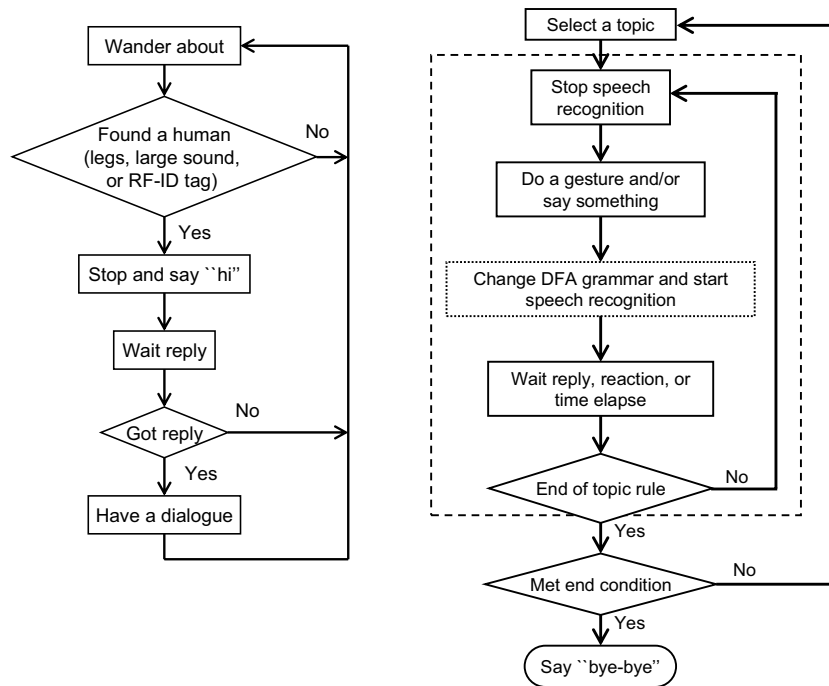 Wander about
Found a human
(legs, large sound,
or RF-ID tag)
No
Yes
Stop and say ``hi''
Wait reply
Got reply
No
Yes
Have a dialogue
Select a topic
Stop speech
recognition
Do a gesture and/or
say something
Change DFA grammar and start
speech recognition
Wait reply, reaction, or
time elapse
End of topic rule
No
Yes
Met end condition
No
Yes
Say ``bye-bye''